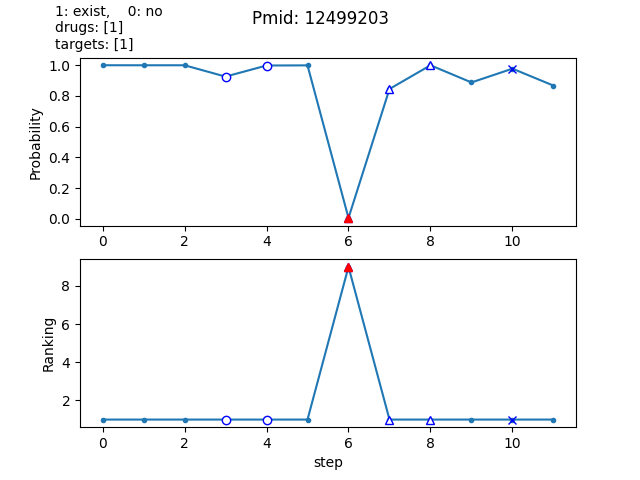 1: exist,    0: no
drugs: [1]
targets: [1]
Pmid: 12499203
Probability
1.0
0.8
0.6
0.4
0.2
0.0
0 2 4 6 8 10
Ranking
8
6
4
2
0 2 4 6 8 10
step